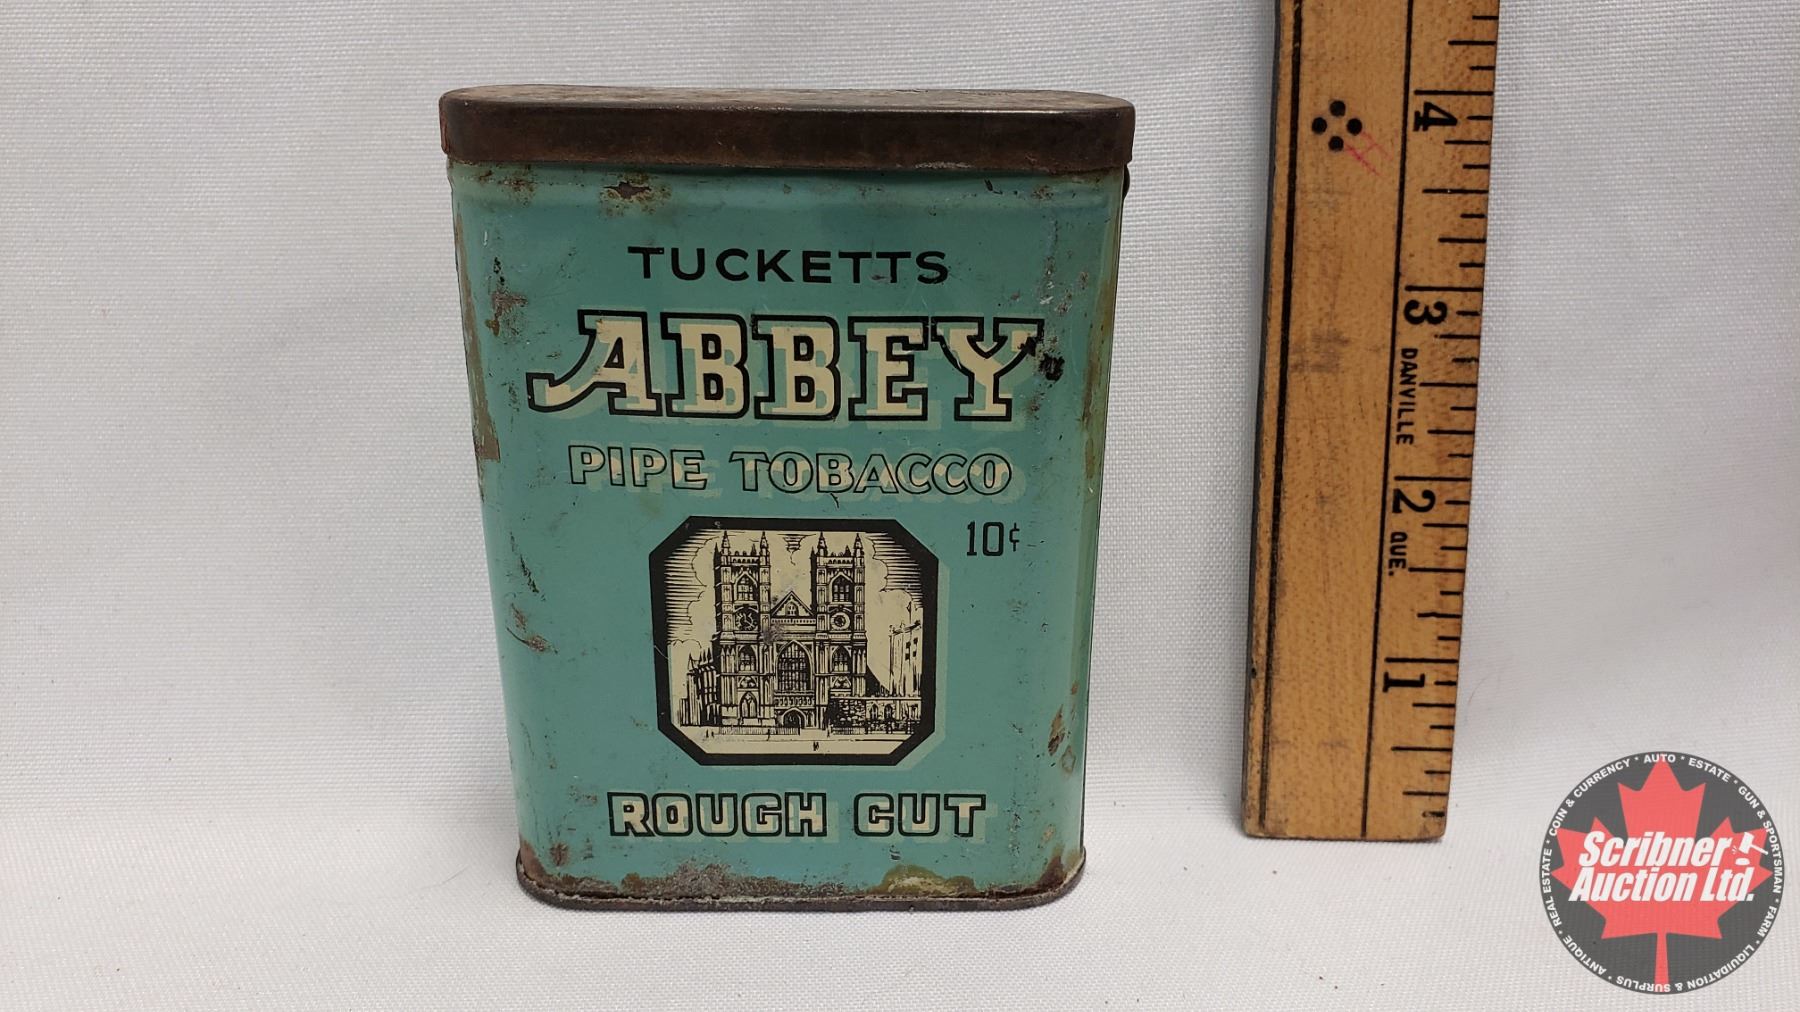 TUCKETTS
ABBEY
PIPE TOBACCO
10¢
ROUGH CUT
4
3
DANVILLE
2
QUE.
1
Scribner
Auction Ltd.
COIN & CURRENCY * AUTO * ESTATE * GUN & SPORTSMAN * FARM * LIQUIDATION & SURPLUS * ANTIQUE * REAL ESTATE *